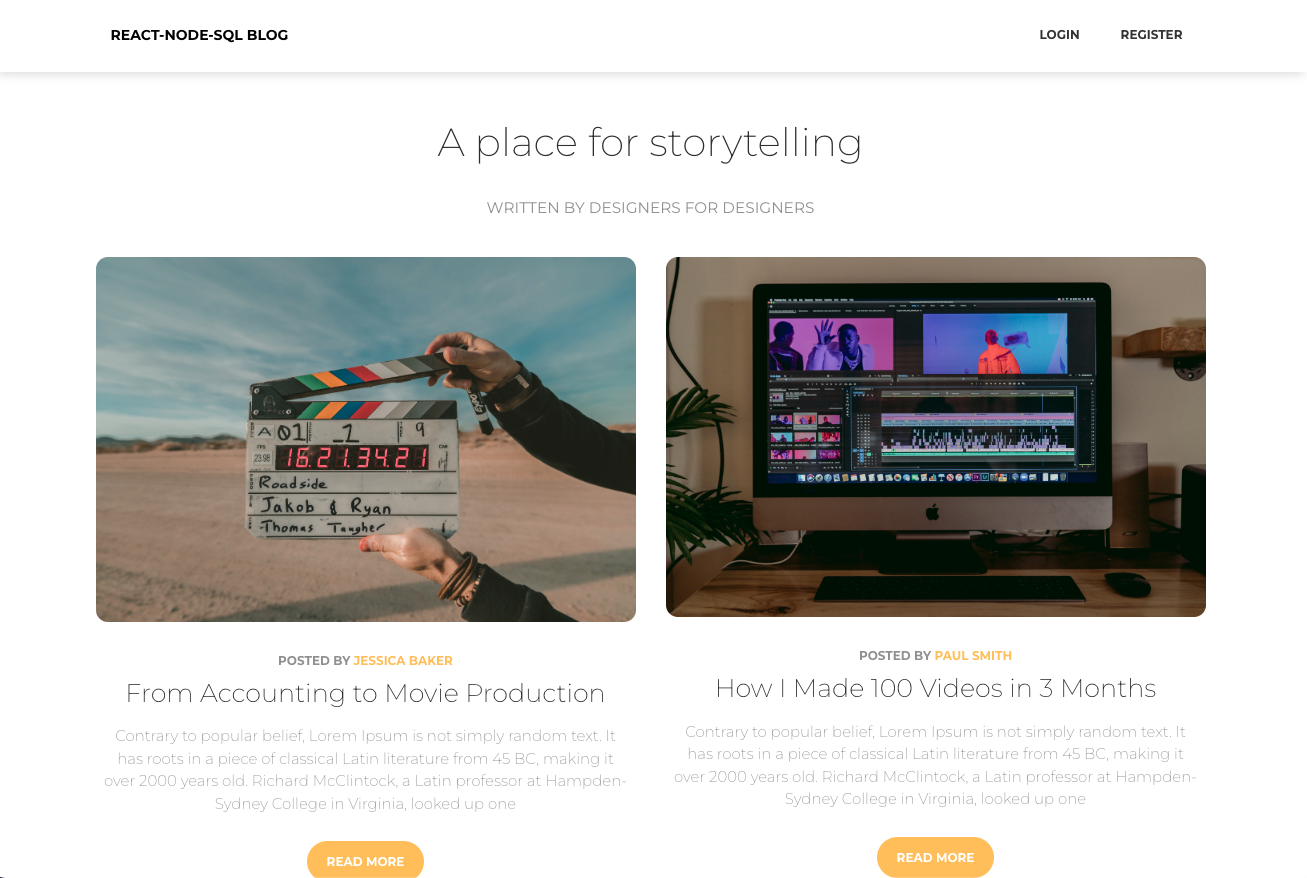 REACT-NODE-SQL BLOG
LOGIN
REGISTER
A place for storytelling
WRITTEN BY DESIGNERS FOR DESIGNERS
A 01 _1 9
FPS
23.98
16.21.34.21
Roadside
Jakob & Ryan
Thomas Taugher
POSTED BY JESSICA BAKER
From Accounting to Movie Production
Contrary to popular belief, Lorem Ipsum is not simply random text. It
has roots in a piece of classical Latin literature from 45 BC, making it
over 2000 years old. Richard McClintock, a Latin professor at Hampden-
Sydney College in Virginia, looked up one
READ MORE
POSTED BY PAUL SMITH
How I Made 100 Videos in 3 Months
Contrary to popular belief, Lorem Ipsum is not simply random text. It
has roots in a piece of classical Latin literature from 45 BC, making it
over 2000 years old. Richard McClintock, a Latin professor at Hampden-
Sydney College in Virginia, looked up one
READ MORE